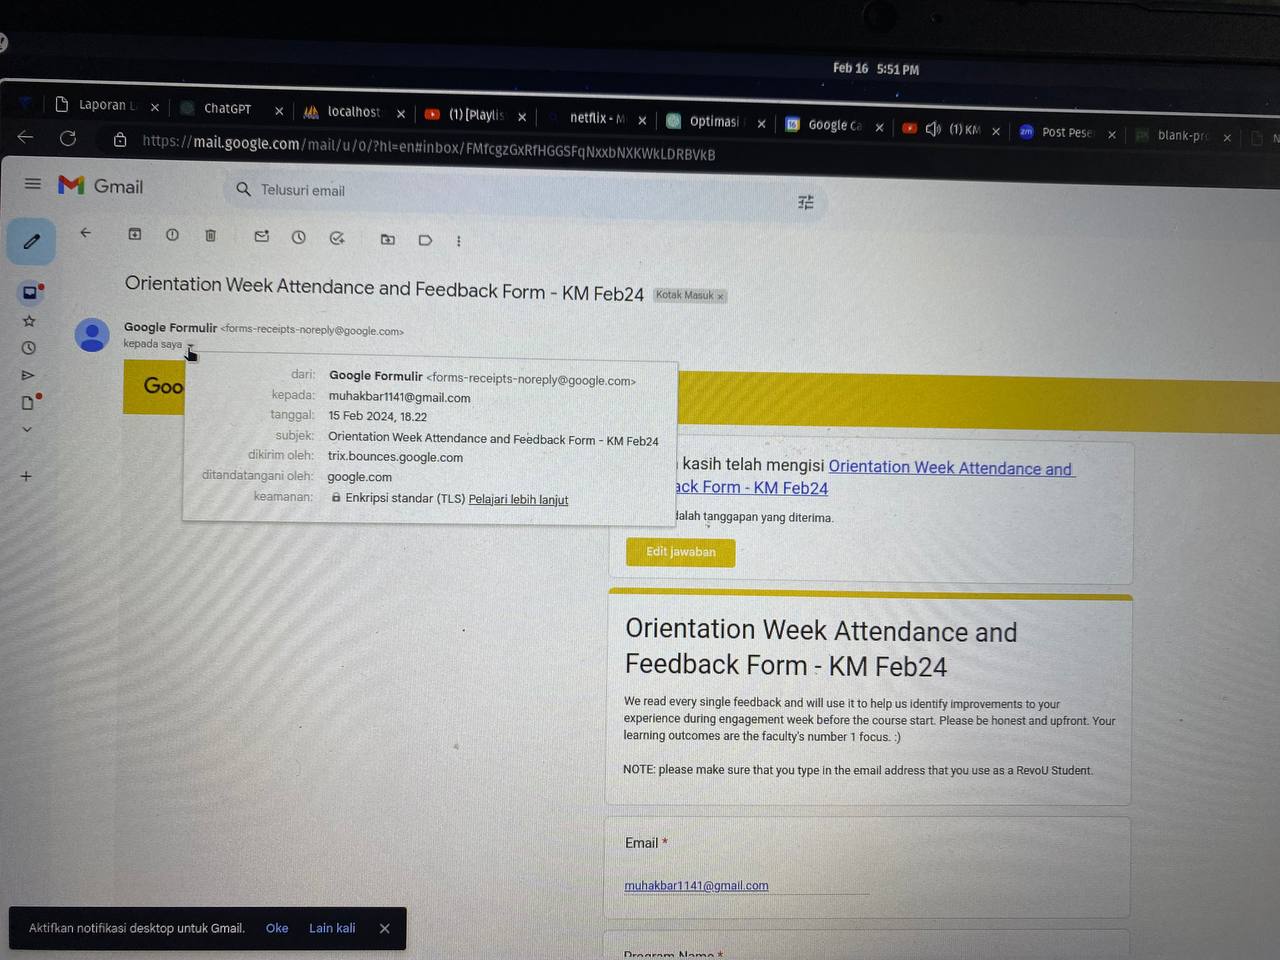 Feb 16 5:51 PM
Laporan L
ChatGPT
localhost
(1) [Playlis
netflix - M
Optimasi
Google Ca
(1) KM
Post Pese
blank-pro
https://mail.google.com/mail/u/0/?hl=en#inbox/FMfcgzGxRfHGGSFqNxxbNXKWkLDRBVkB
Gmail
Telusuri email
Orientation Week Attendance and Feedback Form - KM Feb24 Kotak Masuk ×
Google Formulir <forms-receipts-noreply@google.com>
kepada saya
Goo
dari: Google Formulir <forms-receipts-noreply@google.com>
kepada: muhakbar1141@gmail.com
tanggal: 15 Feb 2024, 18.22
subjek: Orientation Week Attendance and Feedback Form - KM Feb24
dikirim oleh: trix.bounces.google.com
ditandatangani oleh: google.com
keamanan: Enkripsi standar (TLS) Pelajari lebih lanjut
kasih telah mengisi Orientation Week Attendance and
ack Form - KM Feb24
dalah tanggapan yang diterima.
Edit jawaban
Orientation Week Attendance and
Feedback Form - KM Feb24
We read every single feedback and will use it to help us identify improvements to your
experience during engagement week before the course start. Please be honest and upfront. Your
learning outcomes are the faculty's number 1 focus. :)
NOTE: please make sure that you type in the email address that you use as a RevoU Student.
Email *
muhakbar1141@gmail.com
Program Name *
Aktifkan notifikasi desktop untuk Gmail. Oke Lain kali